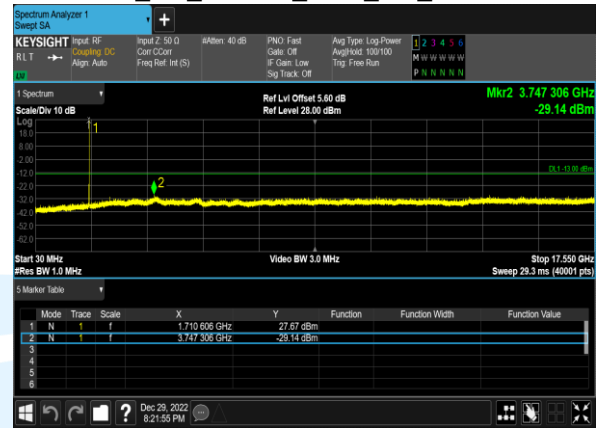 Spectrum Analyzer 1
Swept SA
KEYSIGHT
RLT
LW
Input: RF
Coupling: DC
Align: Auto
Input Z: 50 Ω
Corr CCorr
Freq Ref: Int (S)
#Atten: 40 dB
PNO: Fast
Gate: Off
IF Gain: Low
Sig Track: Off
Avg Type: Log-Power
Avg|Hold: 100/100
Trig: Free Run
1 2 3 4 5 6
M W W W W W
P N N N N N
1 Spectrum
Scale/Div 10 dB
Ref Lvl Offset 5.60 dB
Ref Level 28.00 dBm
Mkr2 3.747 306 GHz
-29.14 dBm
Log
18.0
8.00
-2.00
-12.0
-22.0
-32.0
-42.0
-52.0
-62.0
1
2
DL1 -13.00 dBm
Start 30 MHz
#Res BW 1.0 MHz
Video BW 3.0 MHz
Stop 17.550 GHz
Sweep 29.3 ms (40001 pts)
5 Marker Table
Mode Trace Scale X Y Function Function Width Function Value
1 N 1 f 1.710 606 GHz 27.67 dBm
2 N 1 f 3.747 306 GHz -29.14 dBm
3
4
5
6
?
Dec 29, 2022
8:21:55 PM